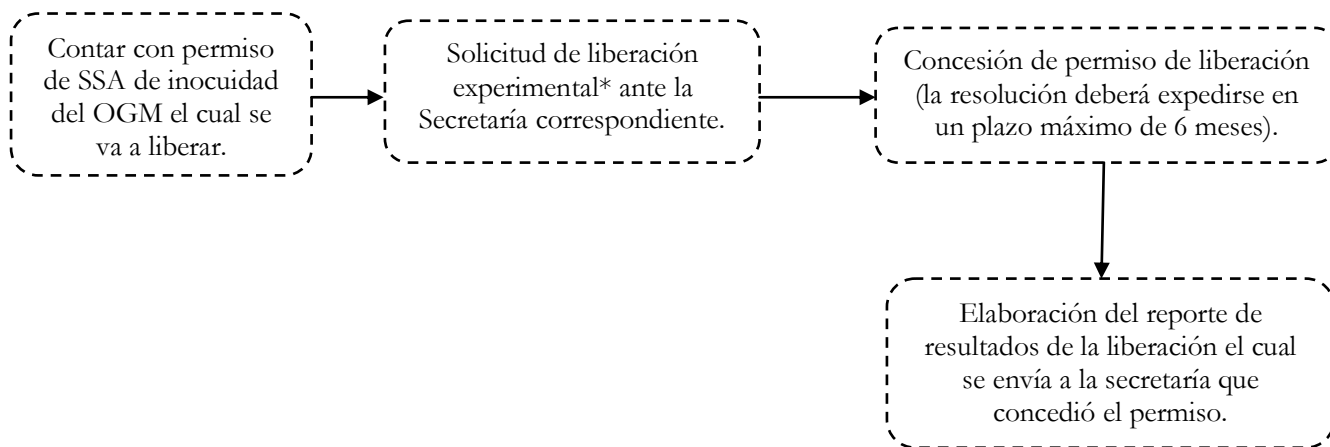 Contar con permiso
de SSA de inocuidad
del OGM el cual se
va a liberar.
Solicitud de liberación
experimental* ante la
Secretaría correspondiente.
Concesión de permiso de liberación
(la resolución deberá expedirse en
un plazo máximo de 6 meses).
Elaboración del reporte de
resultados de la liberación el cual
se envía a la secretaría que
concedió el permiso.